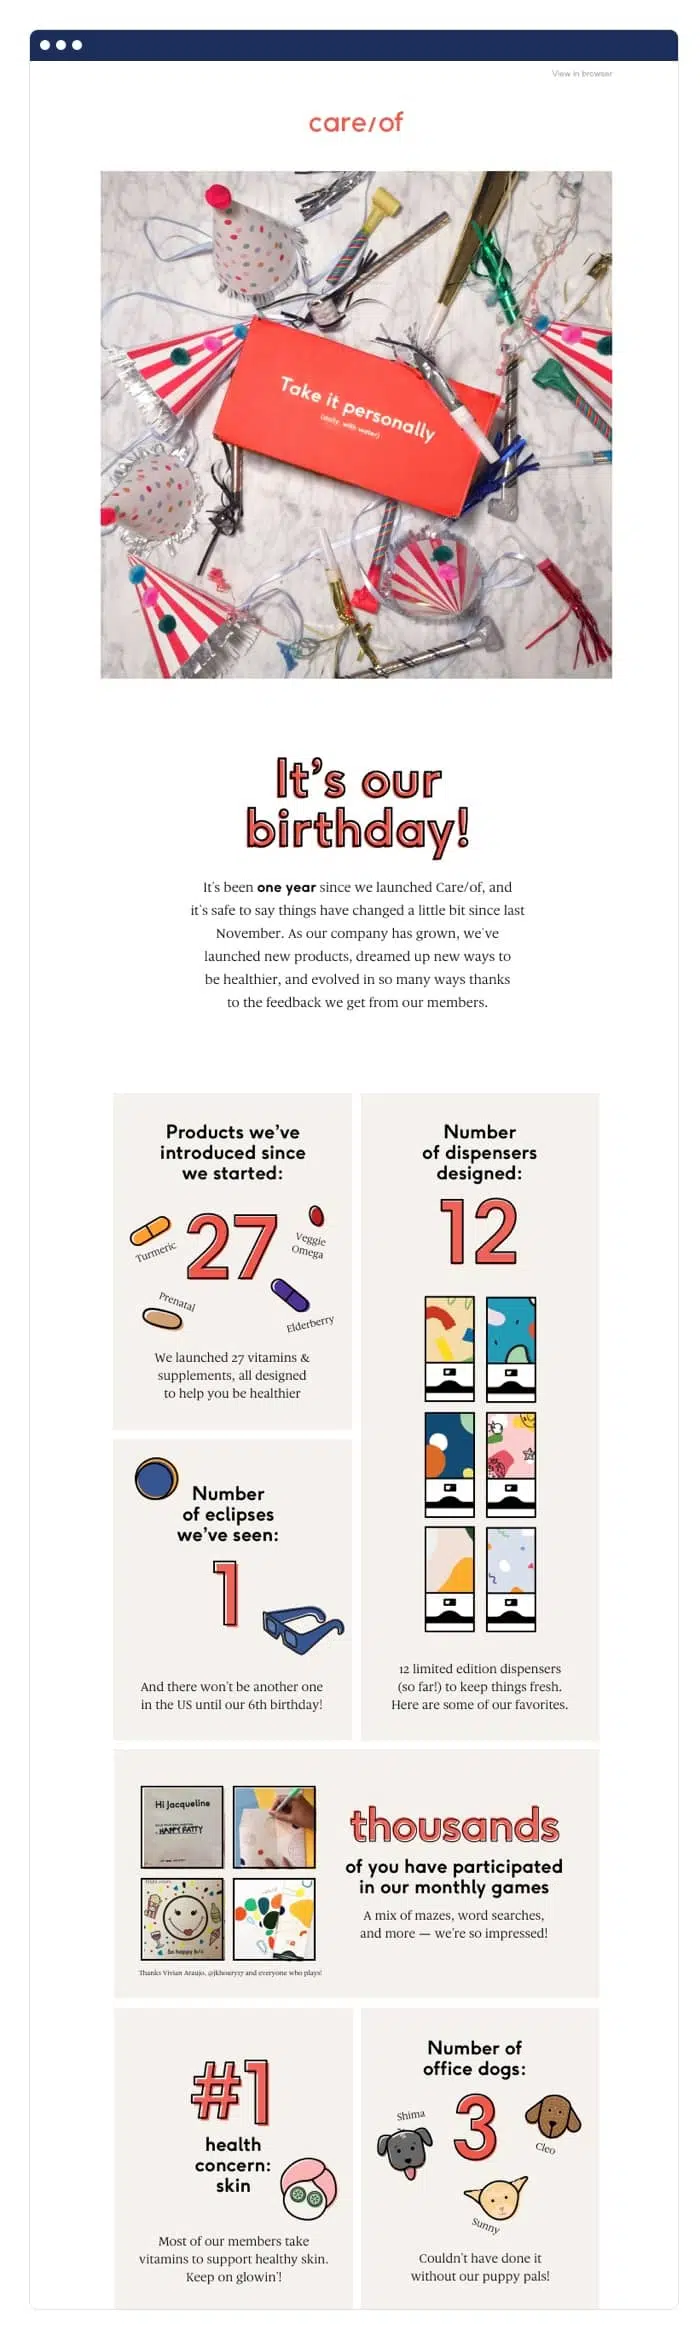 View in browser
care/of
Take it personally
(daily, with water)
It's our
birthday!
It's been one year since we launched Care/of, and
it's safe to say things have changed a little bit since last
November. As our company has grown, we've
launched new products, dreamed up new ways to
be healthier, and evolved in so many ways thanks
to the feedback we get from our members.
Products we've
introduced since
we started:
27
Turmeric
Veggie
Omega
Prenatal
Elderberry
We launched 27 vitamins &
supplements, all designed
to help you be healthier
Number
of dispensers
designed:
12
12 limited edition dispensers
(so far!) to keep things fresh.
Here are some of our favorites.
Number
of eclipses
we've seen:
1
And there won't be another one
in the US until our 6th birthday!
Hi Jacqueline
HAPPY
So happy
Thanks Vivian Araujo, @jkhoury17 and everyone who plays!
thousands
of you have participated
in our monthly games
A mix of mazes, word searches,
and more — we're so impressed!
#1
health
concern:
skin
Most of our members take
vitamins to support healthy skin.
Keep on glowin'!
Number of
office dogs:
3
Shima
Cleo
Sunny
Couldn't have done it
without our puppy pals!